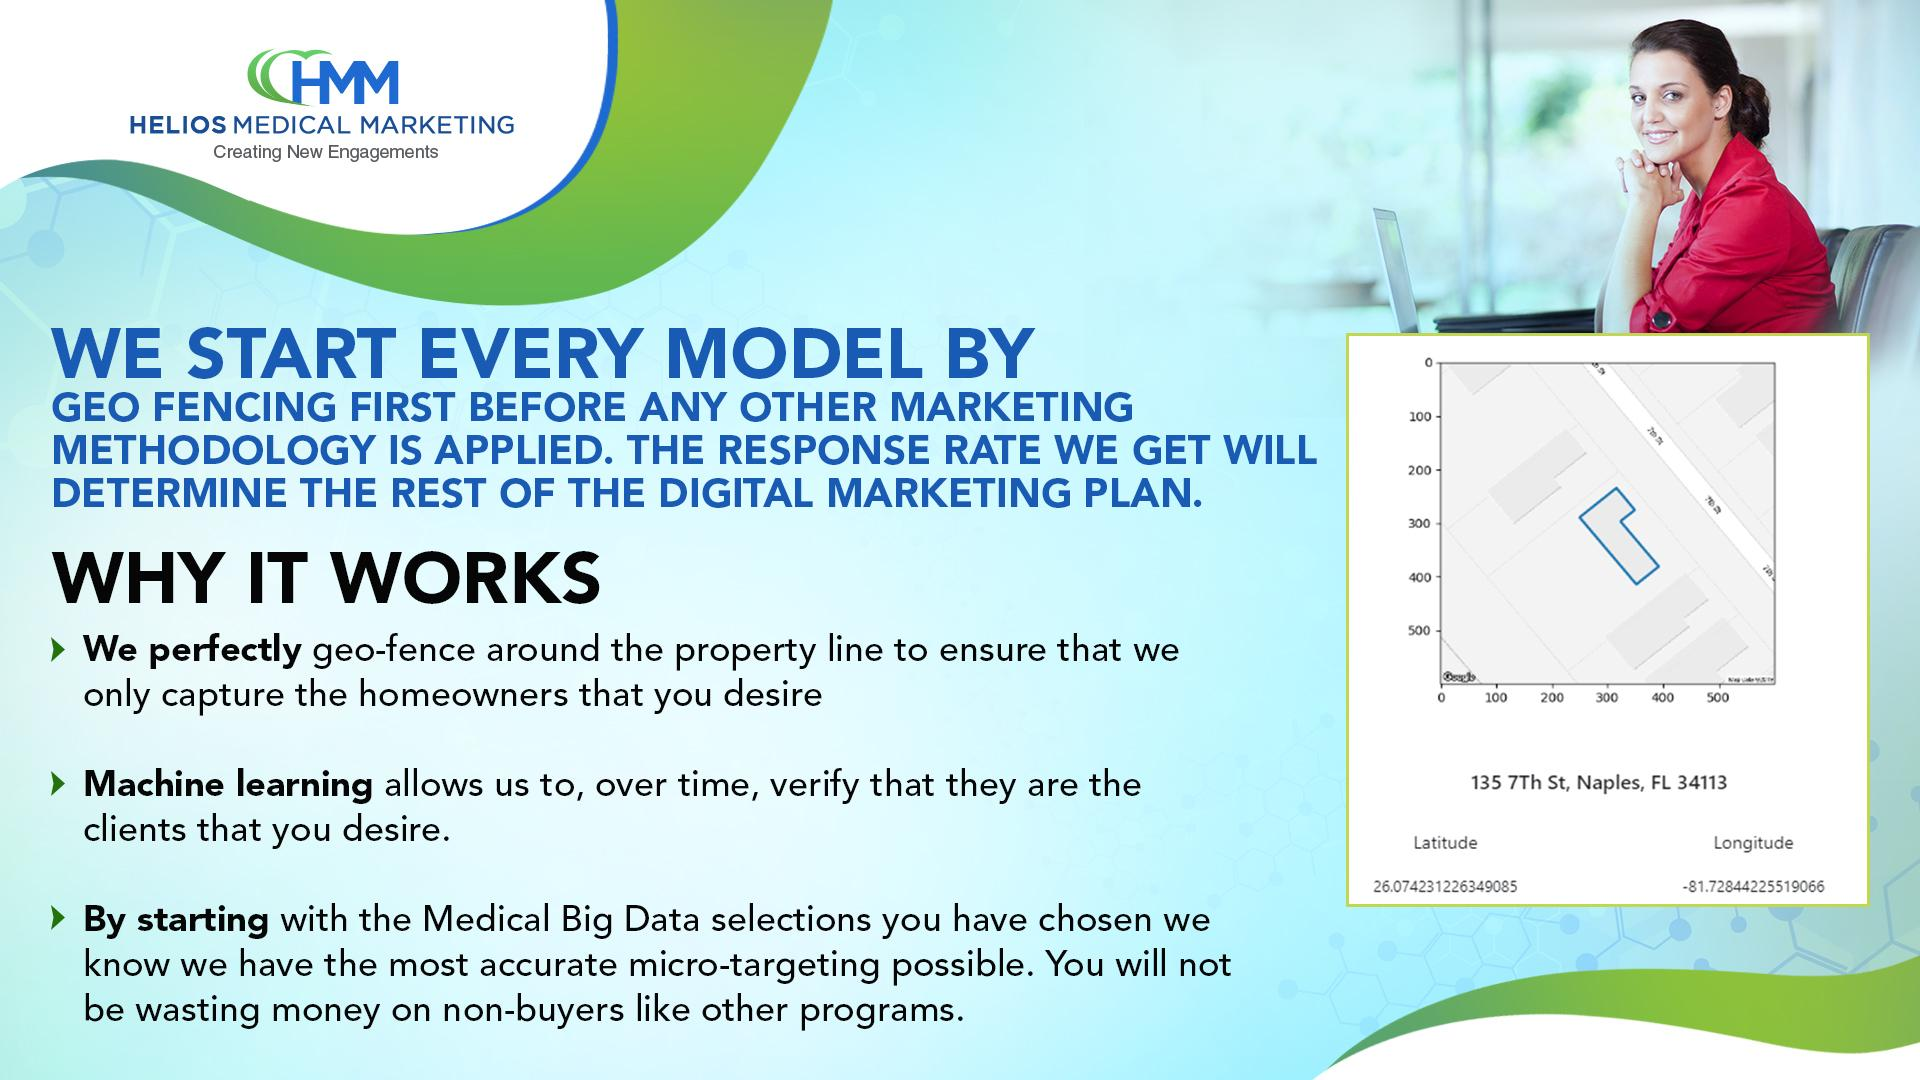 HMM
HELIOS MEDICAL MARKETING
Creating New Engagements
WE START EVERY MODEL BY
GEO FENCING FIRST BEFORE ANY OTHER MARKETING
METHODOLOGY IS APPLIED. THE RESPONSE RATE WE GET WILL
DETERMINE THE REST OF THE DIGITAL MARKETING PLAN.
WHY IT WORKS
We perfectly geo-fence around the property line to ensure that we
only capture the homeowners that you desire
Machine learning allows us to, over time, verify that they are the
clients that you desire.
By starting with the Medical Big Data selections you have chosen we
know we have the most accurate micro-targeting possible. You will not
be wasting money on non-buyers like other programs.
0
100
200
300
400
500
7th St
7th St
Google
0 100 200 300 400 500
135 7Th St, Naples, FL 34113
Latitude Longitude
26.074231226349085 -81.72844225519066